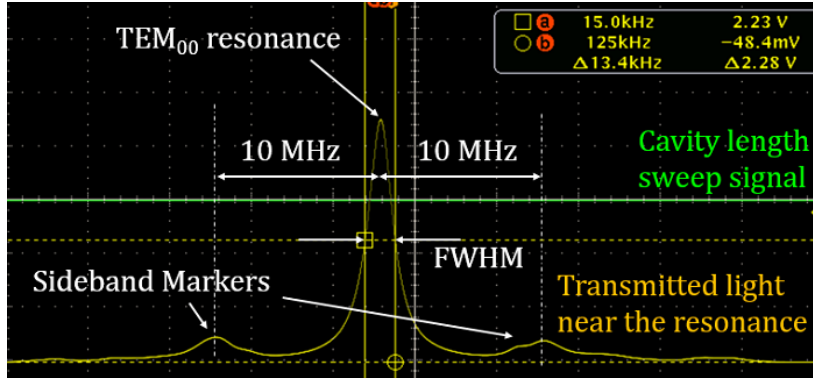 a 15.0kHz 2.23 V
b 125kHz −48.4mV
Δ13.4kHz Δ2.28 V
TEM00 resonance
10 MHz 10 MHz
Cavity length
sweep signal
FWHM
Sideband Markers
Transmitted light
near the resonance